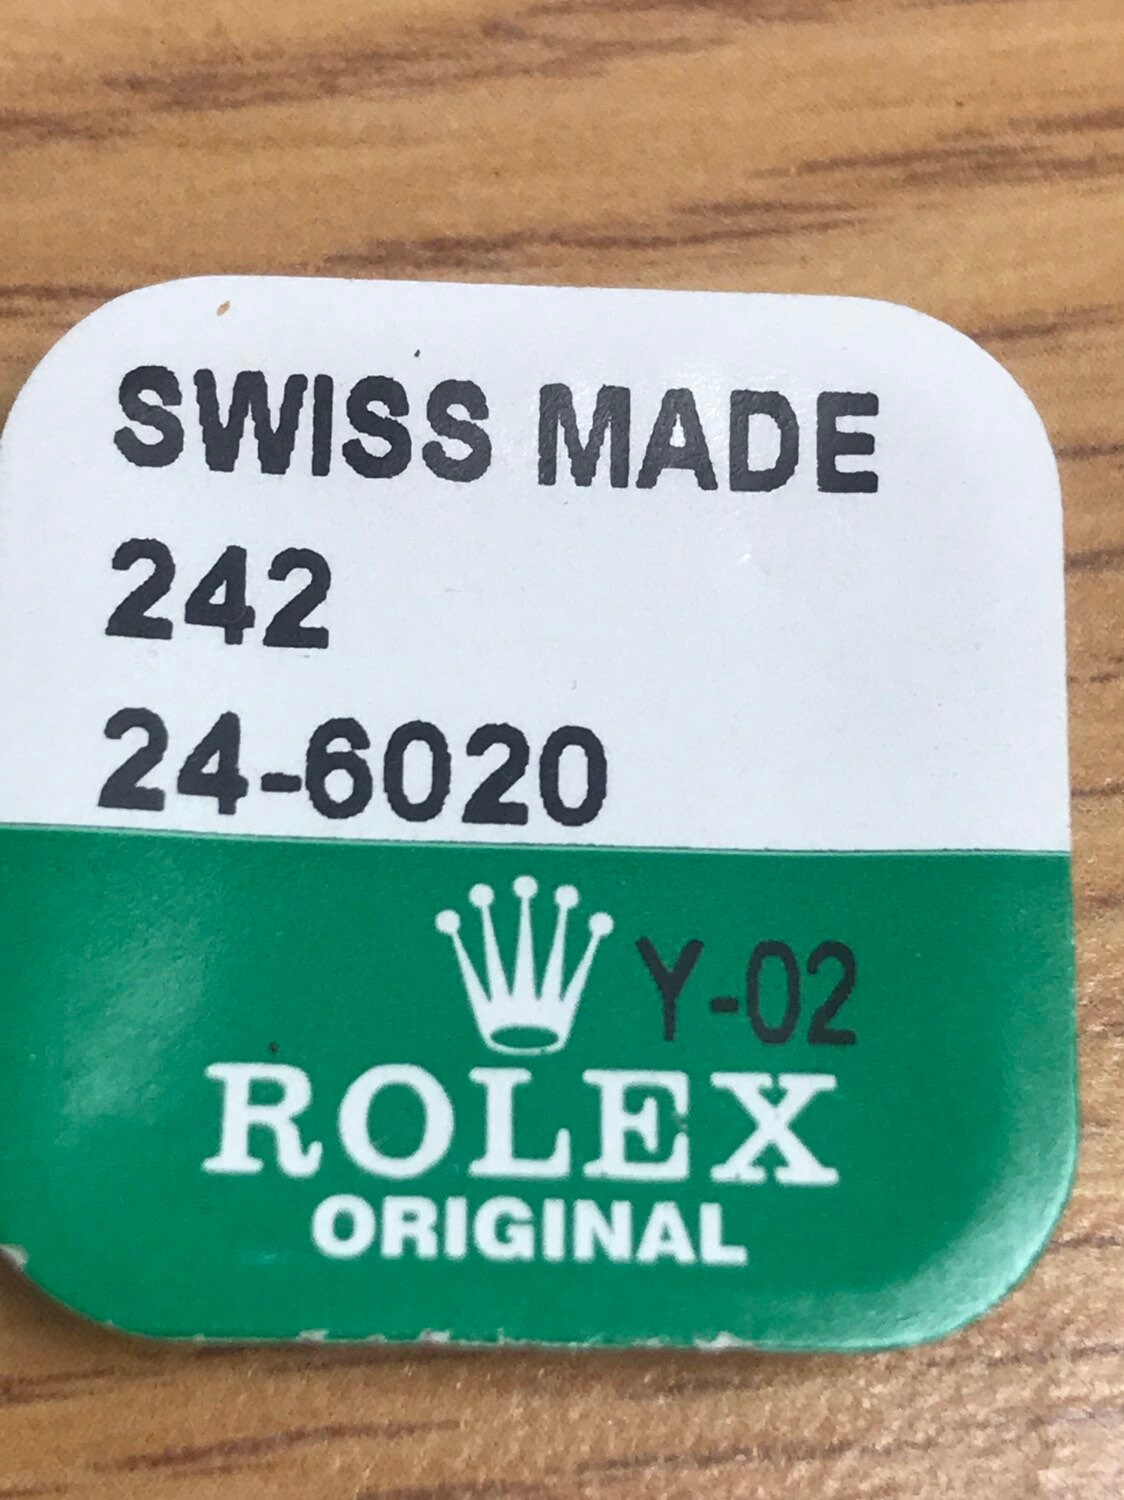 SWISS MADE
242
24-6020
Y-02
ROLEX
ORIGINAL